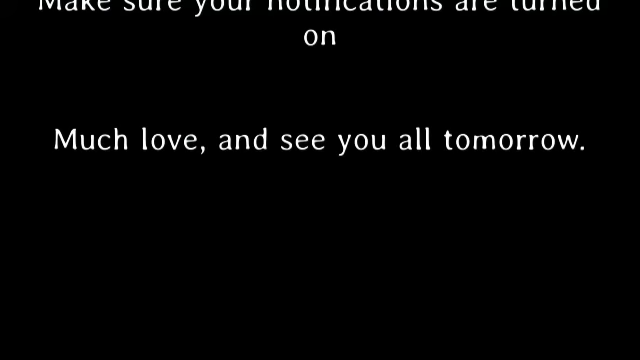 Make sure your notifications are turned
on
Much love, and see you all tomorrow.